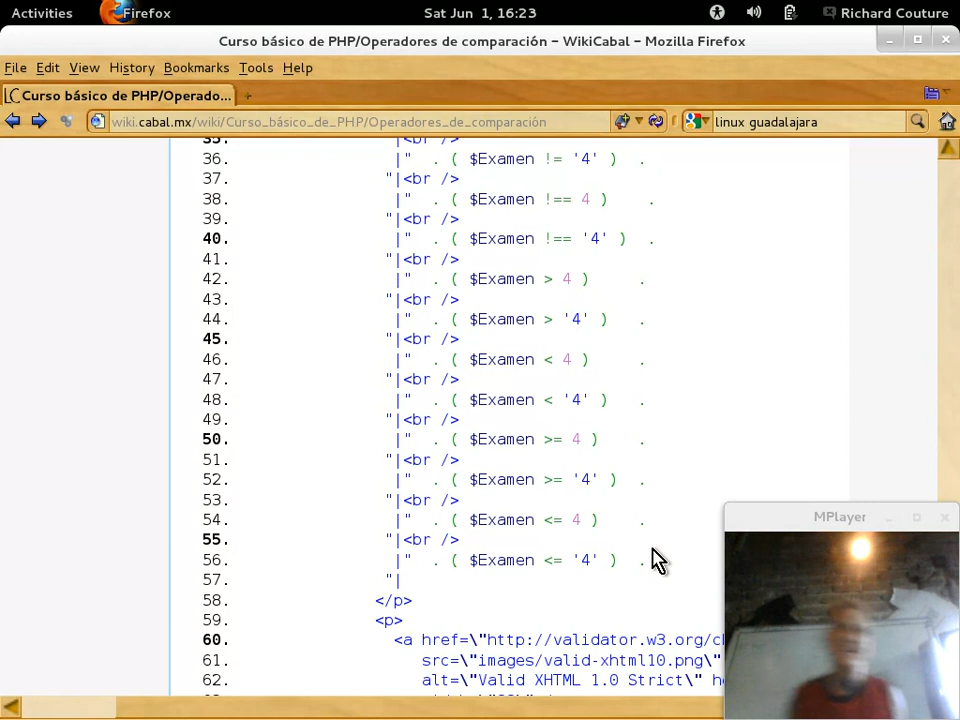 Activities Firefox Sat Jun 1, 16:23 Richard Couture
Curso básico de PHP/Operadores de comparación – WikiCabal – Mozilla Firefox
File Edit View History Bookmarks Tools Help
Curso básico de PHP/Operado...
wiki.cabal.mx/wiki/Curso_básico_de_PHP/Operadores_de_comparación linux guadalajara
35. "|<br />
36. |" . ( $Examen != '4' ) .
37. "|<br />
38. |" . ( $Examen !== 4 ) .
39. "|<br />
40. |" . ( $Examen !== '4' ) .
41. "|<br />
42. |" . ( $Examen > 4 ) .
43. "|<br />
44. |" . ( $Examen > '4' ) .
45. "|<br />
46. |" . ( $Examen < 4 ) .
47. "|<br />
48. |" . ( $Examen < '4' ) .
49. "|<br />
50. |" . ( $Examen >= 4 ) .
51. "|<br />
52. |" . ( $Examen >= '4' ) .
53. "|<br />
54. |" . ( $Examen <= 4 ) .
55. "|<br />
56. |" . ( $Examen <= '4' ) .
57. "|
58. </p>
59. <p>
60. <a href=\"http://validator.w3.org/c
61. src=\"images/valid-xhtml10.png\"
62. alt=\"Valid XHTML 1.0 Strict\" he
MPlayer